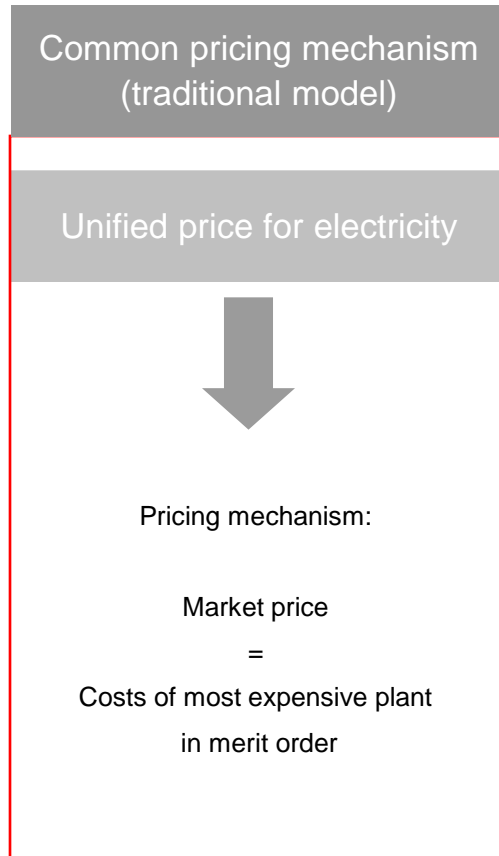 Common pricing mechanism
(traditional model)
Unified price for electricity
Pricing mechanism:
Market price
=
Costs of most expensive plant
in merit order